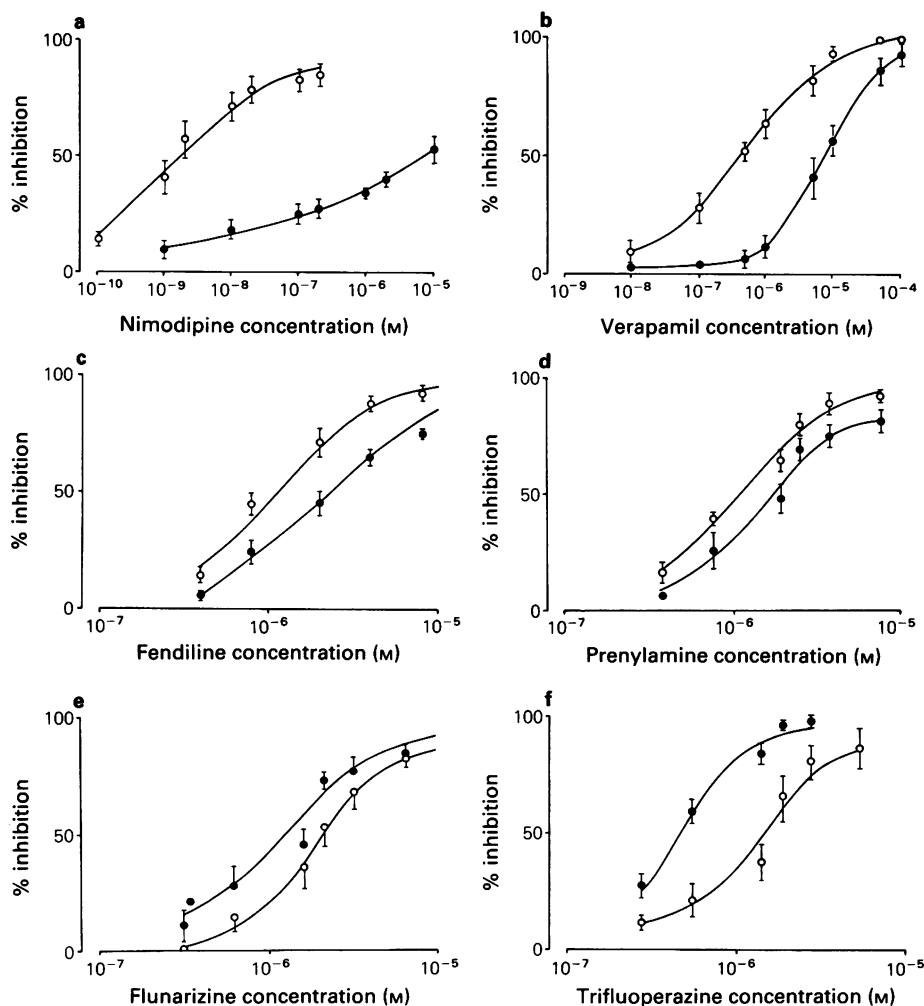 a
b
100
50
0
% inhibition
10⁻¹⁰ 10⁻⁹ 10⁻⁸ 10⁻⁷ 10⁻⁶ 10⁻⁵
Nimodipine concentration (M)
100
50
0
% inhibition
10⁻⁹ 10⁻⁸ 10⁻⁷ 10⁻⁶ 10⁻⁵ 10⁻⁴
Verapamil concentration (M)
c
d
100
50
0
% inhibition
10⁻⁷ 10⁻⁶ 10⁻⁵
Fendiline concentration (M)
100
50
0
% inhibition
10⁻⁷ 10⁻⁶ 10⁻⁵
Prenylamine concentration (M)
e
f
100
50
0
% inhibition
10⁻⁷ 10⁻⁶ 10⁻⁵
Flunarizine concentration (M)
100
50
0
% inhibition
10⁻⁷ 10⁻⁶ 10⁻⁵
Trifluoperazine concentration (M)